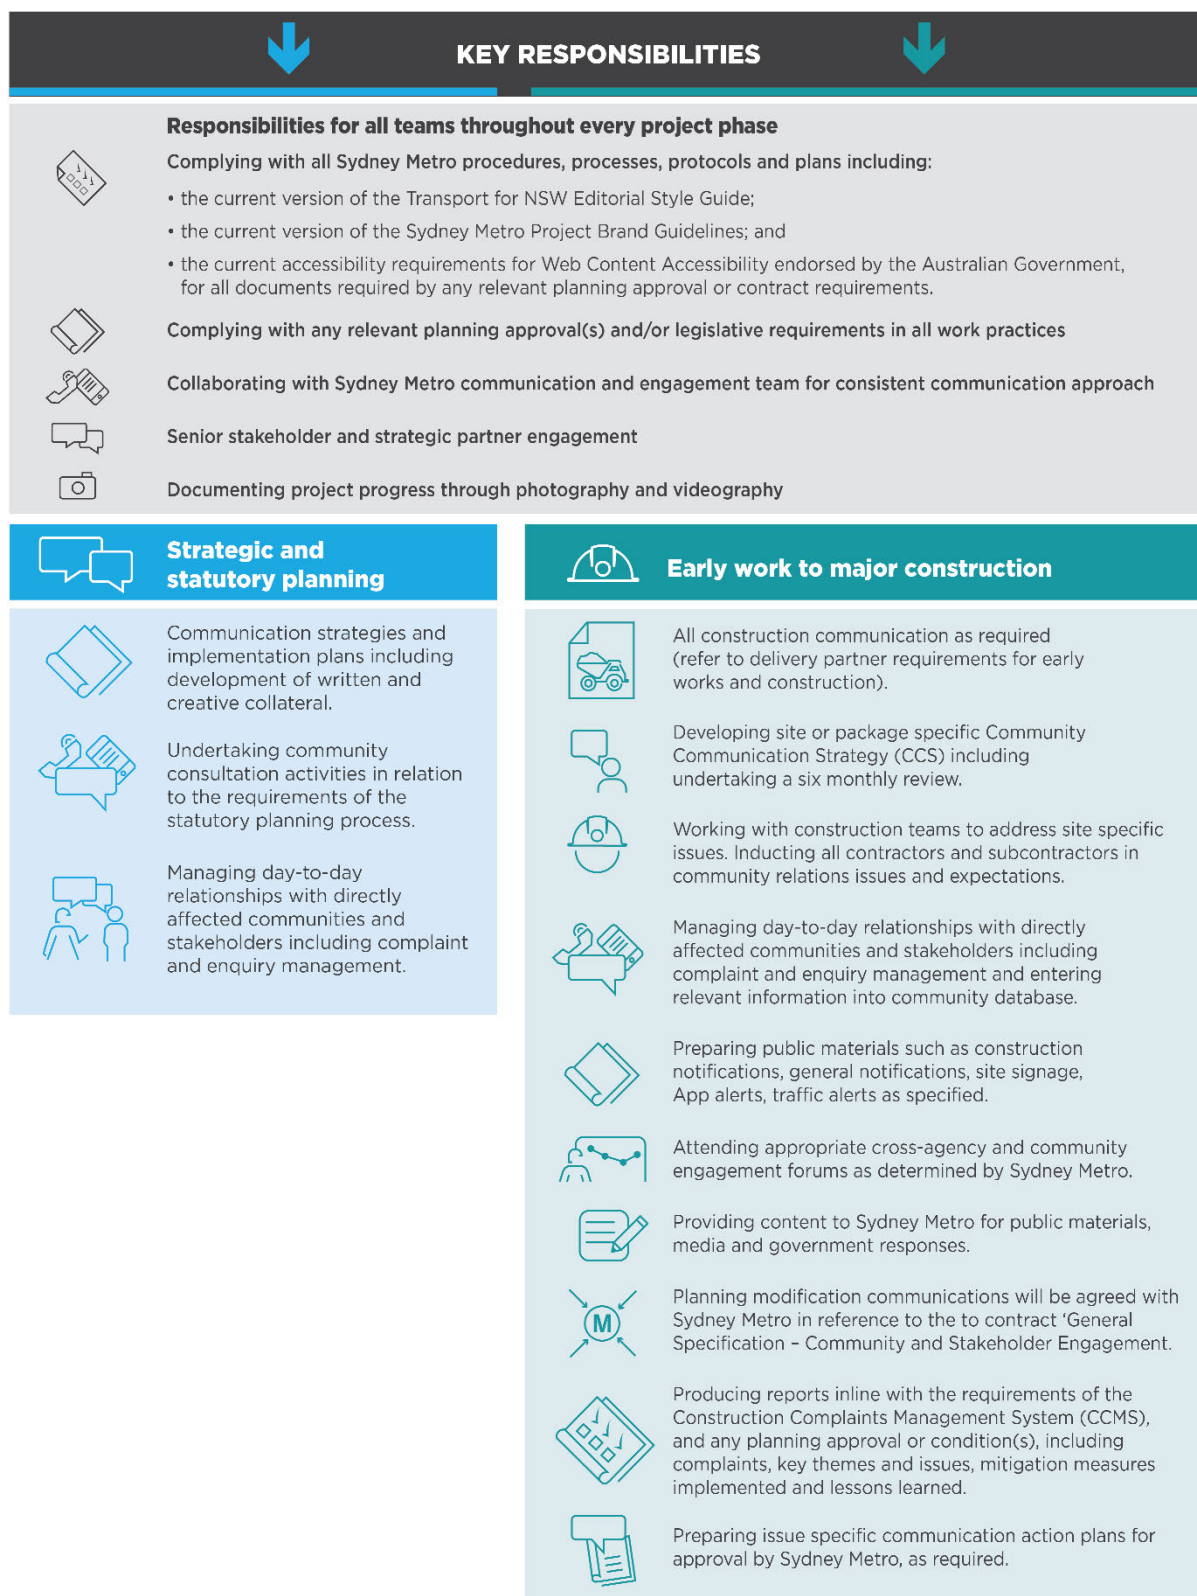 KEY RESPONSIBILITIES
Responsibilities for all teams throughout every project phase
Complying with all Sydney Metro procedures, processes, protocols and plans including:
• the current version of the Transport for NSW Editorial Style Guide;
• the current version of the Sydney Metro Project Brand Guidelines; and
• the current accessibility requirements for Web Content Accessibility endorsed by the Australian Government,
for all documents required by any relevant planning approval or contract requirements.
Complying with any relevant planning approval(s) and/or legislative requirements in all work practices
Collaborating with Sydney Metro communication and engagement team for consistent communication approach
Senior stakeholder and strategic partner engagement
Documenting project progress through photography and videography
Strategic and
statutory planning
Communication strategies and
implementation plans including
development of written and
creative collateral.
Undertaking community
consultation activities in relation
to the requirements of the
statutory planning process.
Managing day-to-day
relationships with directly
affected communities and
stakeholders including complaint
and enquiry management.
Early work to major construction
All construction communication as required
(refer to delivery partner requirements for early
works and construction).
Developing site or package specific Community
Communication Strategy (CCS) including
undertaking a six monthly review.
Working with construction teams to address site specific
issues. Inducting all contractors and subcontractors in
community relations issues and expectations.
Managing day-to-day relationships with directly
affected communities and stakeholders including
complaint and enquiry management and entering
relevant information into community database.
Preparing public materials such as construction
notifications, general notifications, site signage,
App alerts, traffic alerts as specified.
Attending appropriate cross-agency and community
engagement forums as determined by Sydney Metro.
Providing content to Sydney Metro for public materials,
media and government responses.
M
Planning modification communications will be agreed with
Sydney Metro in reference to the to contract ‘General
Specification – Community and Stakeholder Engagement.
Producing reports inline with the requirements of the
Construction Complaints Management System (CCMS),
and any planning approval or condition(s), including
complaints, key themes and issues, mitigation measures
implemented and lessons learned.
Preparing issue specific communication action plans for
approval by Sydney Metro, as required.